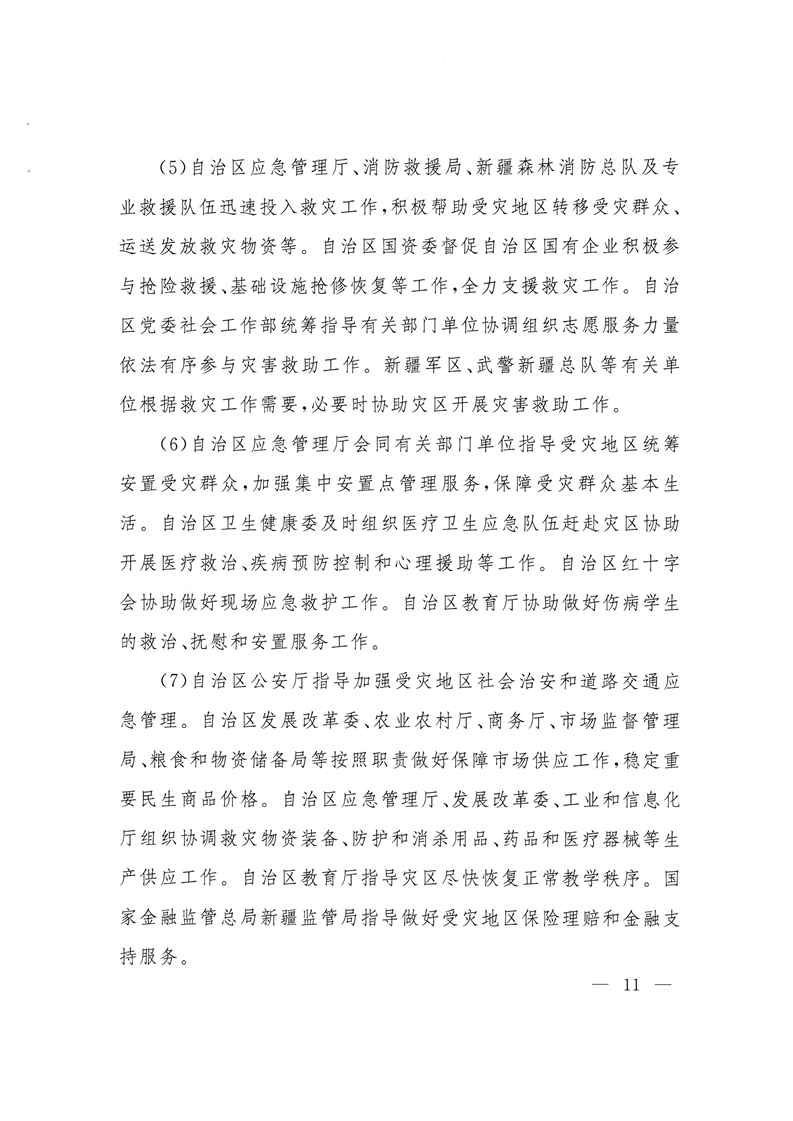 (5)自治区应急管理厅、消防救援局、新疆森林消防总队及专
业救援队伍迅速投入救灾工作,积极帮助受灾地区转移受灾群众、
运送发放救灾物资等。自治区国资委督促自治区国有企业积极参
与抢险救援、基础设施抢修恢复等工作,全力支援救灾工作。自治
区党委社会工作部统筹指导有关部门单位协调组织志愿服务力量
依法有序参与灾害救助工作。新疆军区、武警新疆总队等有关单
位根据救灾工作需要,必要时协助灾区开展灾害救助工作。
(6)自治区应急管理厅会同有关部门单位指导受灾地区统筹
安置受灾群众,加强集中安置点管理服务,保障受灾群众基本生
活。自治区卫生健康委及时组织医疗卫生应急队伍赶赴灾区协助
开展医疗救治、疾病预防控制和心理援助等工作。自治区红十字
会协助做好现场应急救护工作。自治区教育厅协助做好伤病学生
的救治、抚慰和安置服务工作。
(7)自治区公安厅指导加强受灾地区社会治安和道路交通应
急管理。自治区发展改革委、农业农村厅、商务厅、市场监督管理
局、粮食和物资储备局等按照职责做好保障市场供应工作,稳定重
要民生商品价格。自治区应急管理厅、发展改革委、工业和信息化
厅组织协调救灾物资装备、防护和消杀用品、药品和医疗器械等生
产供应工作。自治区教育厅指导灾区尽快恢复正常教学秩序。国
家金融监管总局新疆监管局指导做好受灾地区保险理赔和金融支
持服务。
— 11 —